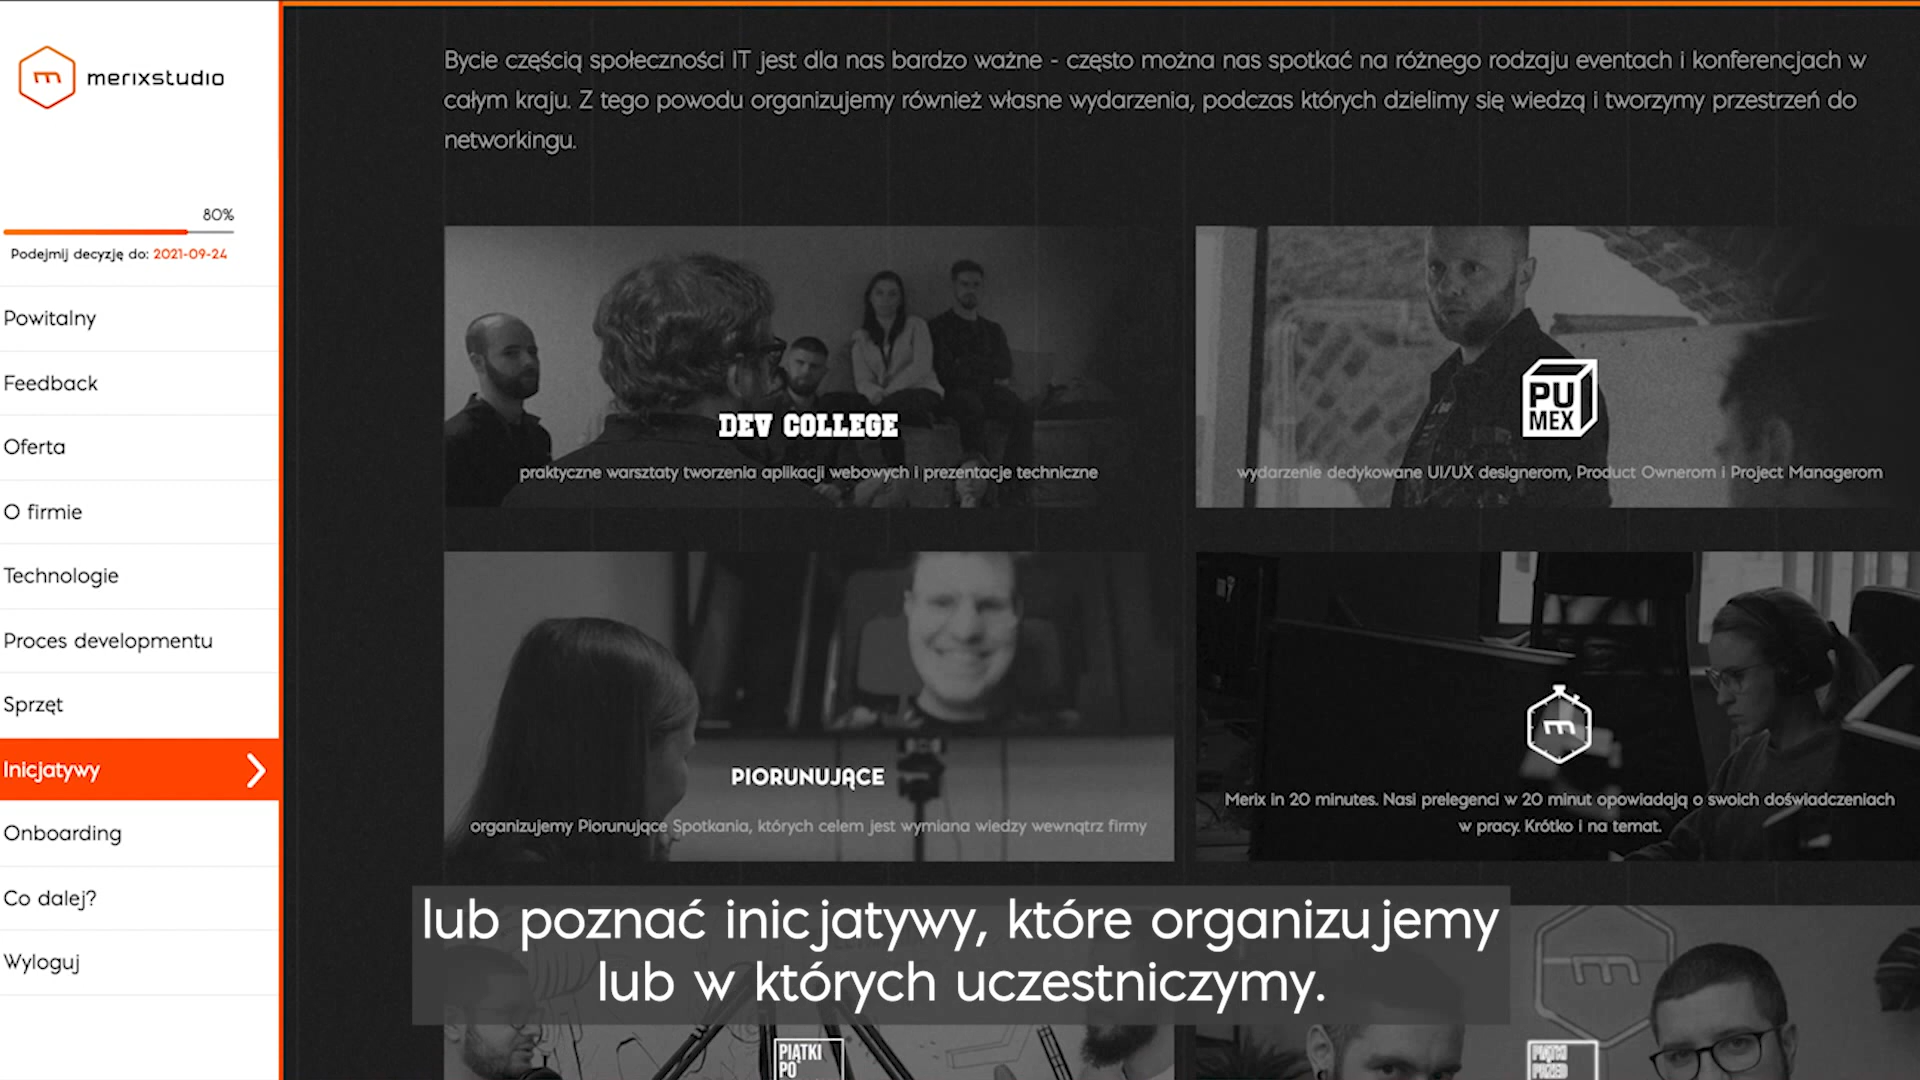 merixstudio
80%
Podejmij decyzję do: 2021-09-24
Powitalny
Feedback
Oferta
O firmie
Technologie
Proces developmentu
Sprzęt
Inicjatywy
Onboarding
Co dalej?
Wyloguj
Bycie częścią społeczności IT jest dla nas bardzo ważne - często można nas spotkać na różnego rodzaju eventach i konferencjach w
całym kraju. Z tego powodu organizujemy również własne wydarzenia, podczas których dzielimy się wiedzą i tworzymy przestrzeń do
networkingu.
DEV COLLEGE
praktyczne warsztaty tworzenia aplikacji webowych i prezentacje techniczne
PU
MEX
wydarzenie dedykowane UI/UX designerom, Product Ownerom i Project Managerom
PIORUNUJĄCE
organizujemy Piorunujące Spotkania, których celem jest wymiana wiedzy wewnątrz firmy
Merix in 20 minutes. Nasi prelegenci w 20 minut opowiadają o swoich doświadczeniach
w pracy. Krótko i na temat.
lub poznać inicjatywy, które organizujemy
lub w których uczestniczymy.
PIĄTKI
PO
PIĄTKI
PRZED